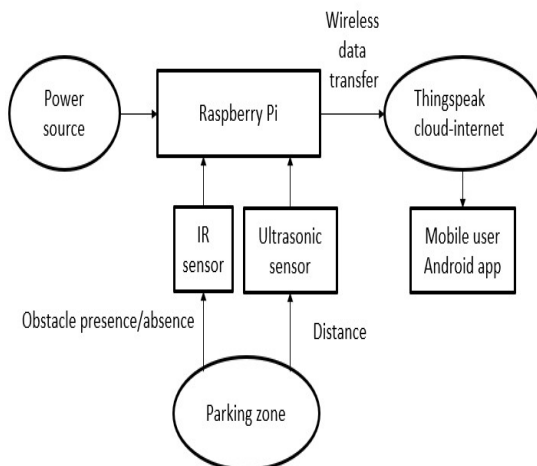 Wireless
data
transfer
Power
source
Raspberry Pi
Thingspeak
cloud-internet
IR
sensor
Ultrasonic
sensor
Mobile user
Android app
Obstacle presence/absence
Distance
Parking zone